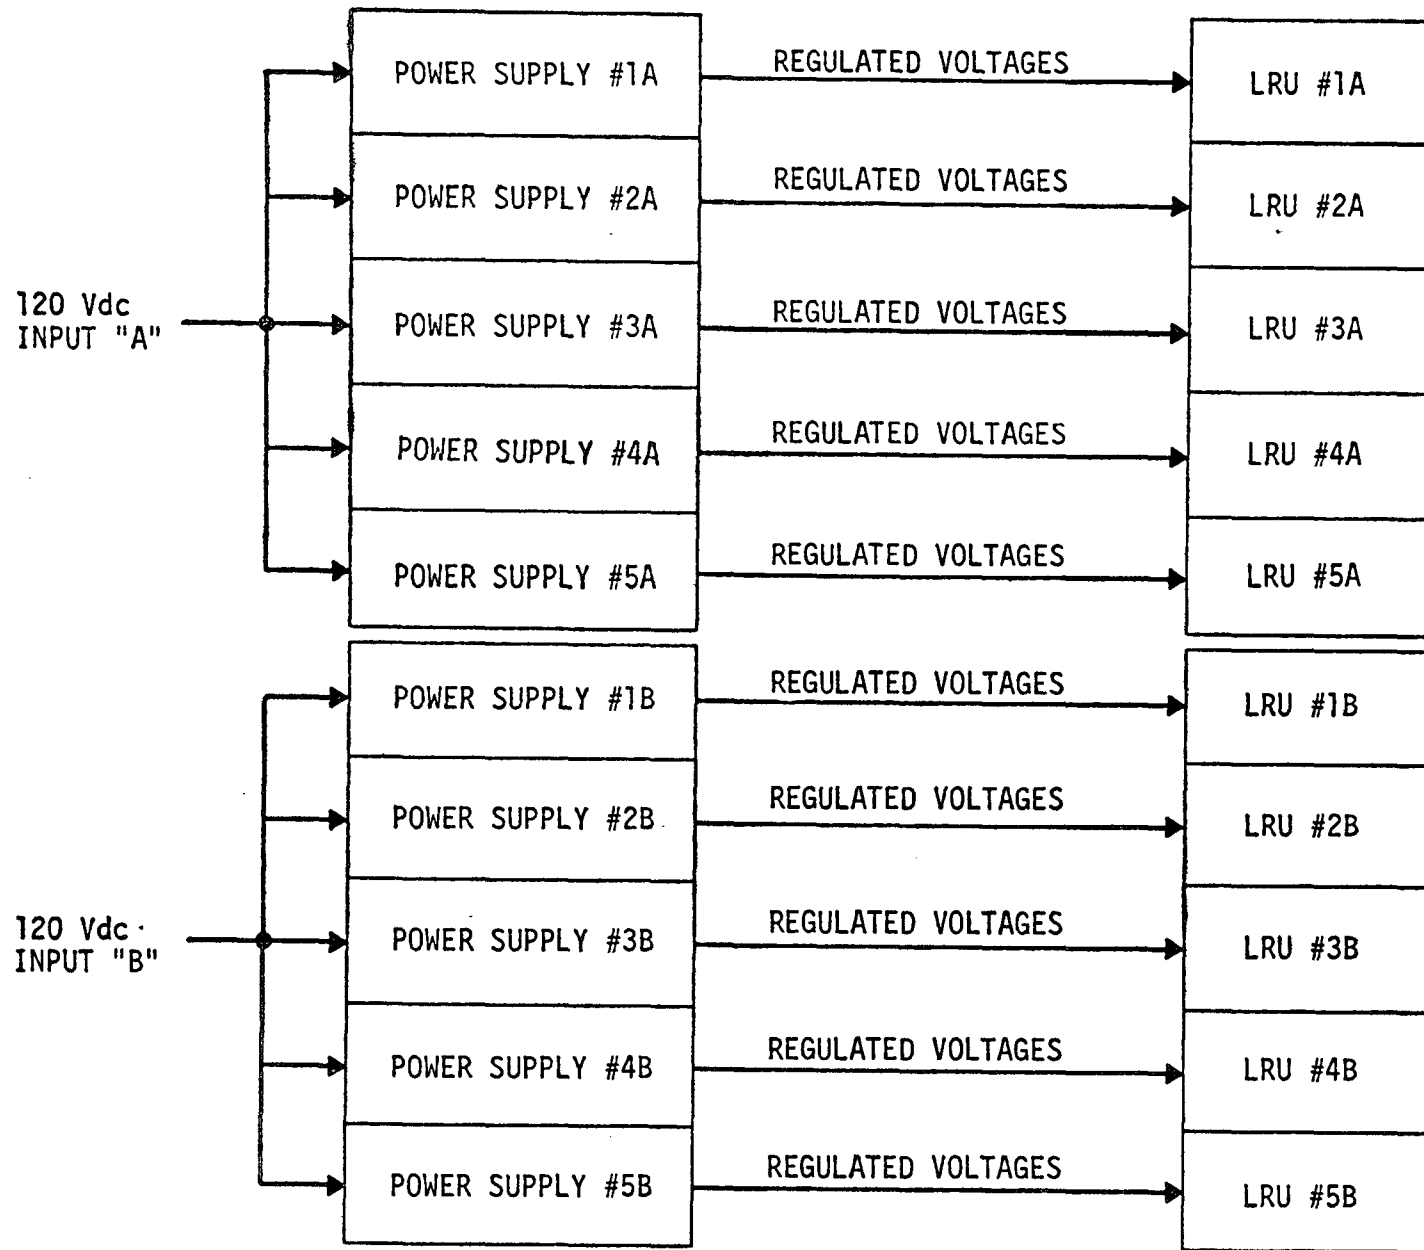 POWER SUPPLY #1A
REGULATED VOLTAGES
LRU #1A
POWER SUPPLY #2A
REGULATED VOLTAGES
LRU #2A
120 Vdc
INPUT "A"
POWER SUPPLY #3A
REGULATED VOLTAGES
LRU #3A
POWER SUPPLY #4A
REGULATED VOLTAGES
LRU #4A
POWER SUPPLY #5A
REGULATED VOLTAGES
LRU #5A
POWER SUPPLY #1B
REGULATED VOLTAGES
LRU #1B
POWER SUPPLY #2B
REGULATED VOLTAGES
LRU #2B
120 Vdc
INPUT "B"
POWER SUPPLY #3B
REGULATED VOLTAGES
LRU #3B
POWER SUPPLY #4B
REGULATED VOLTAGES
LRU #4B
POWER SUPPLY #5B
REGULATED VOLTAGES
LRU #5B